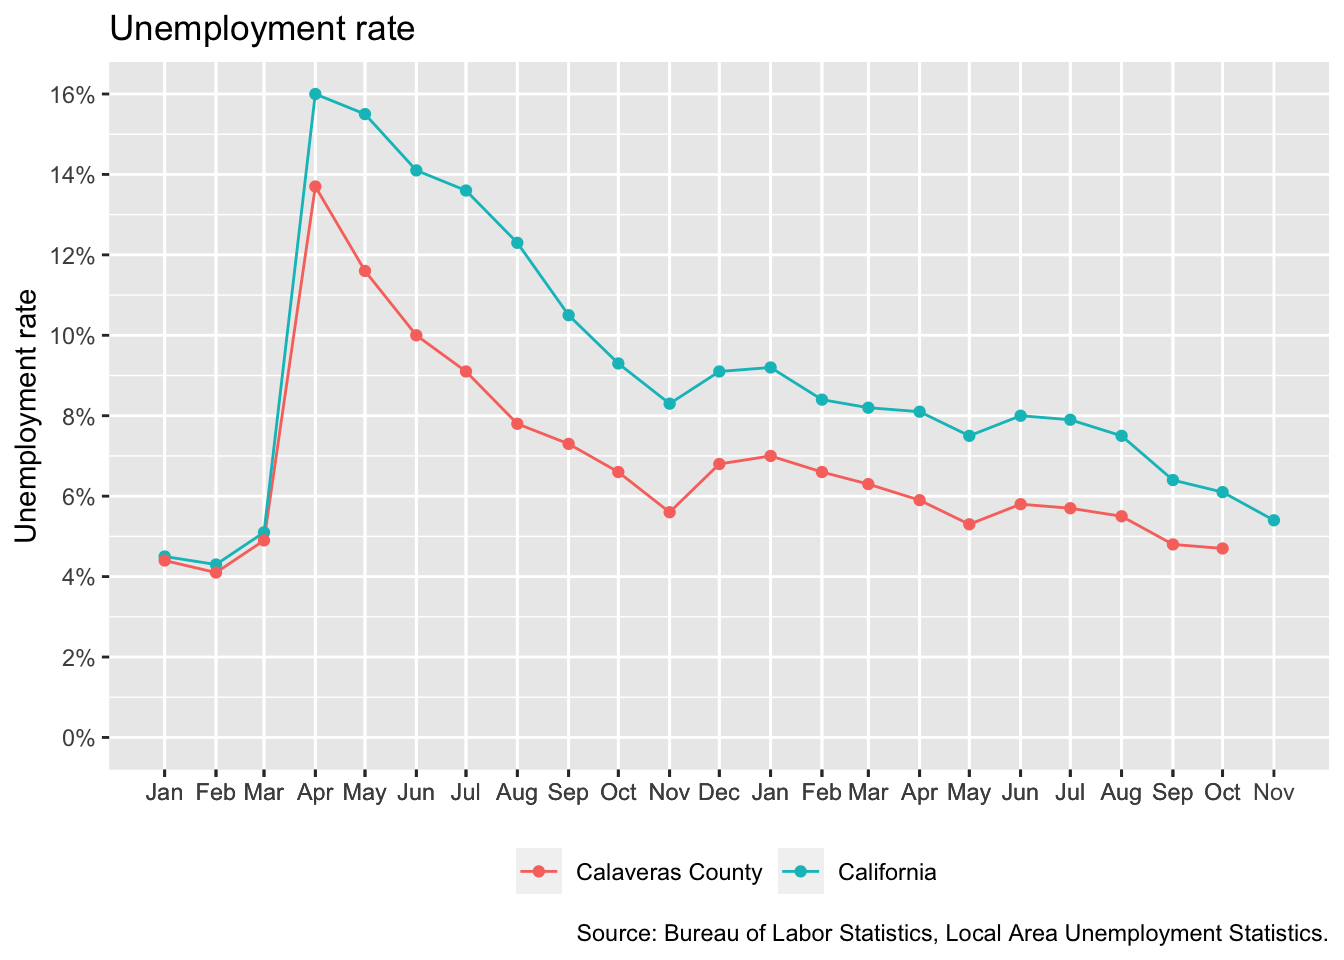 Unemployment rate
Unemployment rate
16%
14%
12%
10%
8%
6%
4%
2%
0%
Jan Feb Mar Apr May Jun Jul Aug Sep Oct Nov Dec Jan Feb Mar Apr May Jun Jul Aug Sep Oct Nov
Calaveras County California
Source: Bureau of Labor Statistics, Local Area Unemployment Statistics.